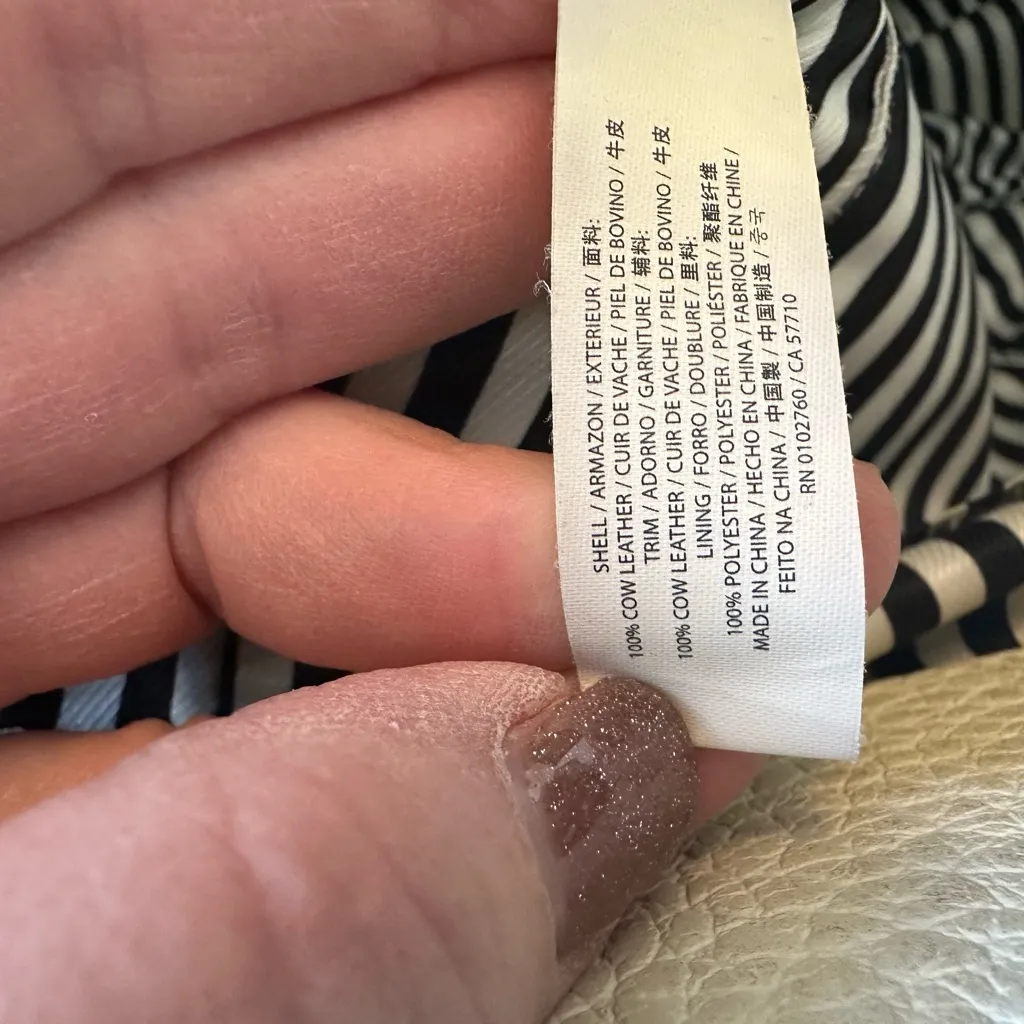 SHELL / ARMAZON / EXTERIEUR / 面料:
100% COW LEATHER / CUIR DE VACHE / PIEL DE BOVINO / 牛皮
TRIM / ADORNO / GARNITURE / 辅料:
100% COW LEATHER / CUIR DE VACHE / PIEL DE BOVINO / 牛皮
LINING / FORRO / DOUBLURE / 里料:
100% POLYESTER / POLYESTER / POLIÉSTER / 聚酯纤维
MADE IN CHINA / HECHO EN CHINA / FABRIQUE EN CHINE /
FEITO NA CHINA / 中国製 / 中国制造 / 중국
RN 0102760 / CA 57710